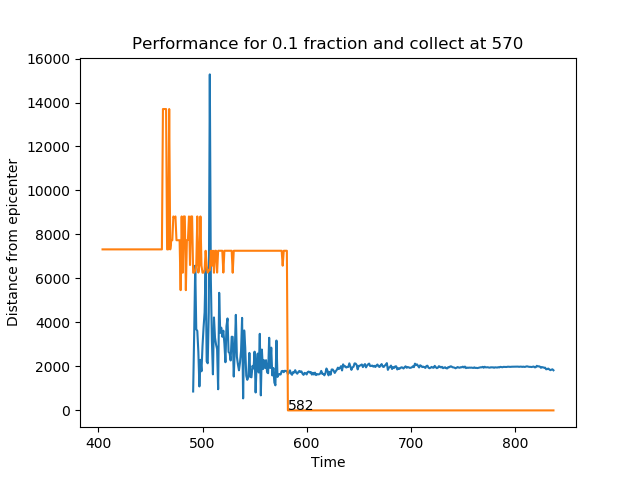 Performance for 0.1 fraction and collect at 570
16000
14000
12000
10000
8000
6000
4000
2000
0
Distance from epicenter
582
400 500 600 700 800
Time